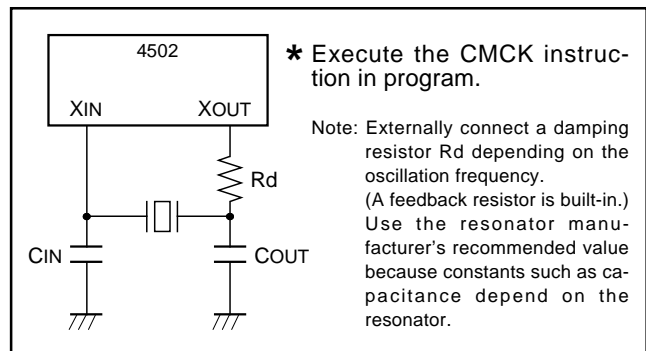 4502
XIN
XOUT
Rd
CIN
COUT
* Execute the CMCK instruc-
tion in program.
Note: Externally connect a damping
resistor Rd depending on the
oscillation frequency.
(A feedback resistor is built-in.)
Use the resonator manu-
facturer's recommended value
because constants such as ca-
pacitance depend on the
resonator.